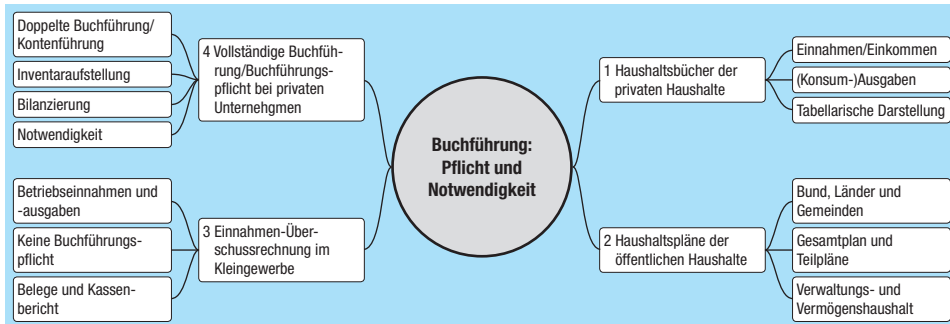 Buchführung:
Pflicht und
Notwendigkeit
1 Haushaltsbücher der
privaten Haushalte
Einnahmen/Einkommen
(Konsum-)Ausgaben
Tabellarische Darstellung
2 Haushaltspläne der
öffentlichen Haushalte
Bund, Länder und
Gemeinden
Gesamtplan und
Teilpläne
Verwaltungs- und
Vermögenshaushalt
3 Einnahmen-Über-
schussrechnung im
Kleingewerbe
Betriebseinnahmen und
-ausgaben
Keine Buchführungs-
pflicht
Belege und Kassen-
bericht
4 Vollständige Buchfüh-
rung/Buchführungs-
pflicht bei privaten
Unternehgmen
Doppelte Buchführung/
Kontenführung
Inventaraufstellung
Bilanzierung
Notwendigkeit